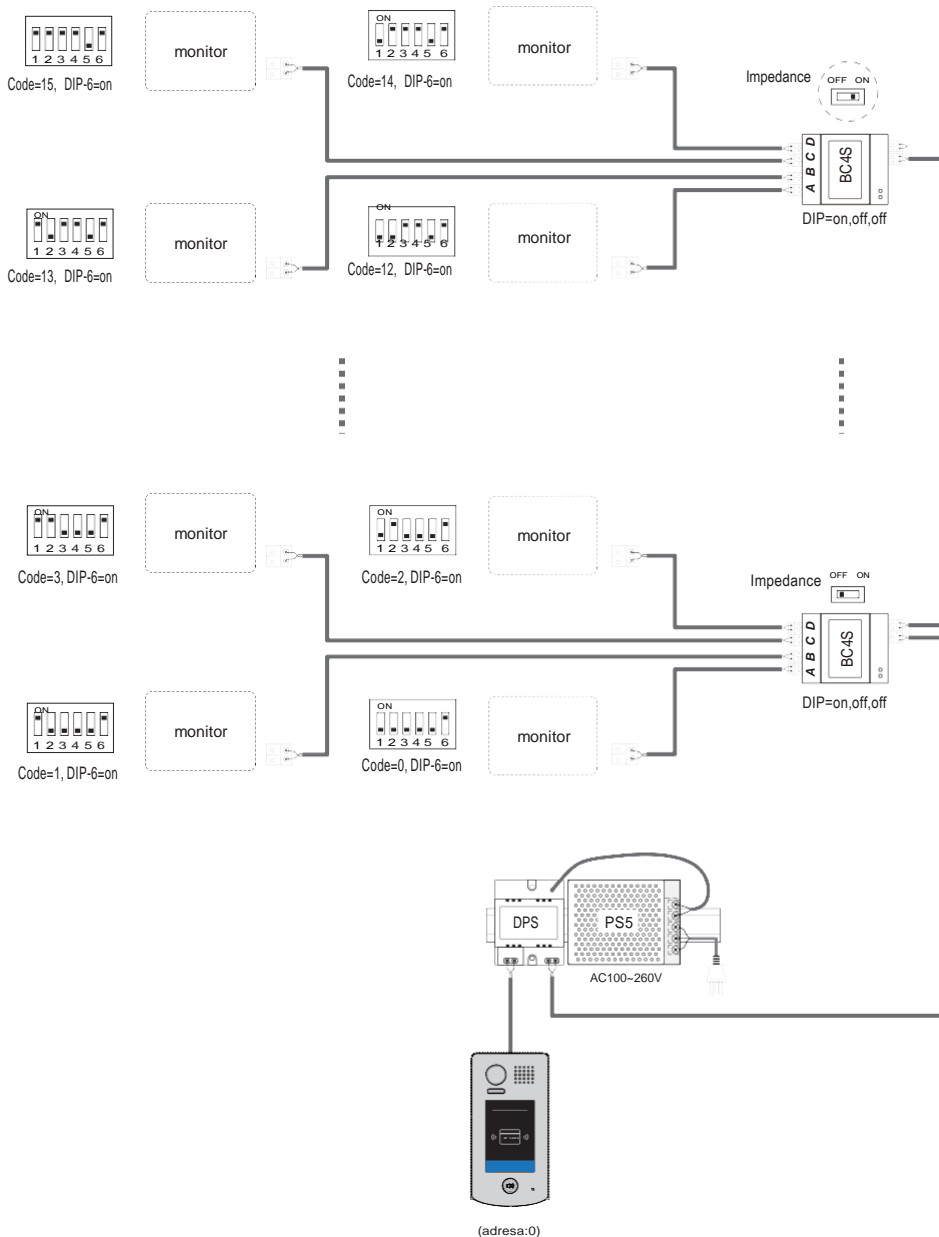 ON
1 2 3 4 5 6
1 2 3 4 5 6
monitor
monitor
Code=15, DIP-6=on
Code=14, DIP-6=on
Impedance
OFF ON
A B C D
BC4S
DIP=on,off,off
ON
1 2 3 4 5 6
ON
1 2 3 4 5 6
monitor
monitor
Code=13, DIP-6=on
Code=12, DIP-6=on
ON
1 2 3 4 5 6
ON
1 2 3 4 5 6
monitor
monitor
Code=3, DIP-6=on
Code=2, DIP-6=on
Impedance
OFF ON
A B C D
BC4S
DIP=on,off,off
ON
1 2 3 4 5 6
ON
1 2 3 4 5 6
monitor
monitor
Code=1, DIP-6=on
Code=0, DIP-6=on
DPS
PS5
AC100~260V
(adresa:0)